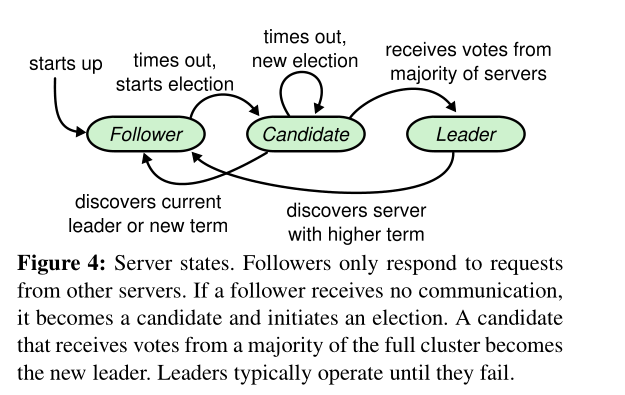 starts up
times out,
starts election
times out,
new election
receives votes from
majority of servers
Follower
Candidate
Leader
discovers current
leader or new term
discovers server
with higher term
Figure 4: Server states. Followers only respond to requests
from other servers. If a follower receives no communication,
it becomes a candidate and initiates an election. A candidate
that receives votes from a majority of the full cluster becomes
the new leader. Leaders typically operate until they fail.